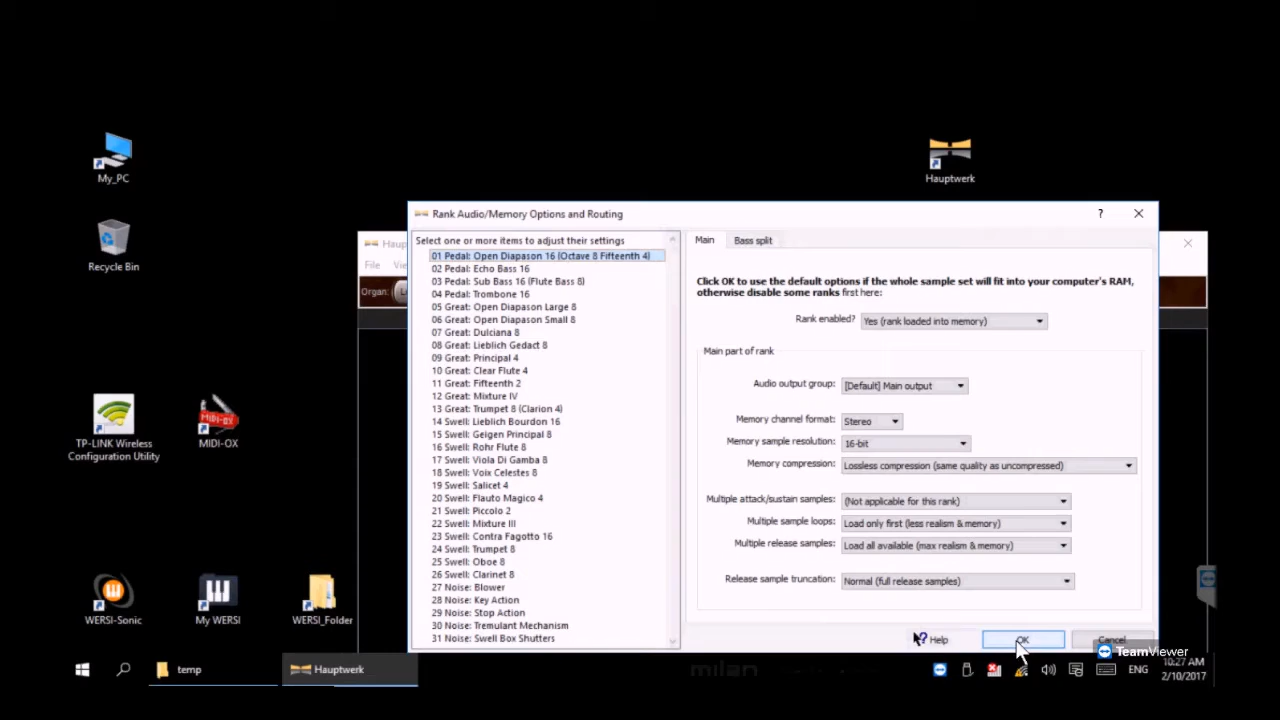 My_PC
Hauptwerk
Recycle Bin
TP-LINK Wireless
Configuration Utility
MIDI-OX
WERSI-Sonic
My WERSI
WERSI_Folder
Haup
File
Organ:
Rank Audio/Memory Options and Routing
Select one or more items to adjust their settings
01 Pedal: Open Diapason 16 (Octave 8 Fifteenth 4)
02 Pedal: Echo Bass 16
03 Pedal: Sub Bass 16 (Flute Bass 8)
04 Pedal: Trombone 16
05 Great: Open Diapason Large 8
06 Great: Open Diapason Small 8
07 Great: Dulciana 8
08 Great: Lieblich Gedact 8
09 Great: Principal 4
10 Great: Clear Flute 4
11 Great: Fifteenth 2
12 Great: Mixture IV
13 Great: Trumpet 8 (Clarion 4)
14 Swell: Lieblich Bourdon 16
15 Swell: Geigen Principal 8
16 Swell: Rohr Flute 8
17 Swell: Viola Di Gamba 8
18 Swell: Voix Celestes 8
19 Swell: Salicet 4
20 Swell: Flauto Magico 4
21 Swell: Piccolo 2
22 Swell: Mixture III
23 Swell: Contra Fagotto 16
24 Swell: Trumpet 8
25 Swell: Oboe 8
26 Swell: Clarinet 8
27 Noise: Blower
28 Noise: Key Action
29 Noise: Stop Action
30 Noise: Tremulant Mechanism
31 Noise: Swell Box Shutters
Main
Bass split
Click OK to use the default options if the whole sample set will fit into your computer's RAM,
otherwise disable some ranks first here:
Rank enabled? Yes (rank loaded into memory)
Main part of rank
Audio output group: [Default] Main output
Memory channel format: Stereo
Memory sample resolution: 16-bit
Memory compression: Lossless compression (same quality as uncompressed)
Multiple attack/sustain samples: (Not applicable for this rank)
Multiple sample loops: Load only first (less realism & memory)
Multiple release samples: Load all available (max realism & memory)
Release sample truncation: Normal (full release samples)
Help
OK
Cancel
TeamViewer
temp
Hauptwerk
milan
ENG
10:27 AM
2/10/2017